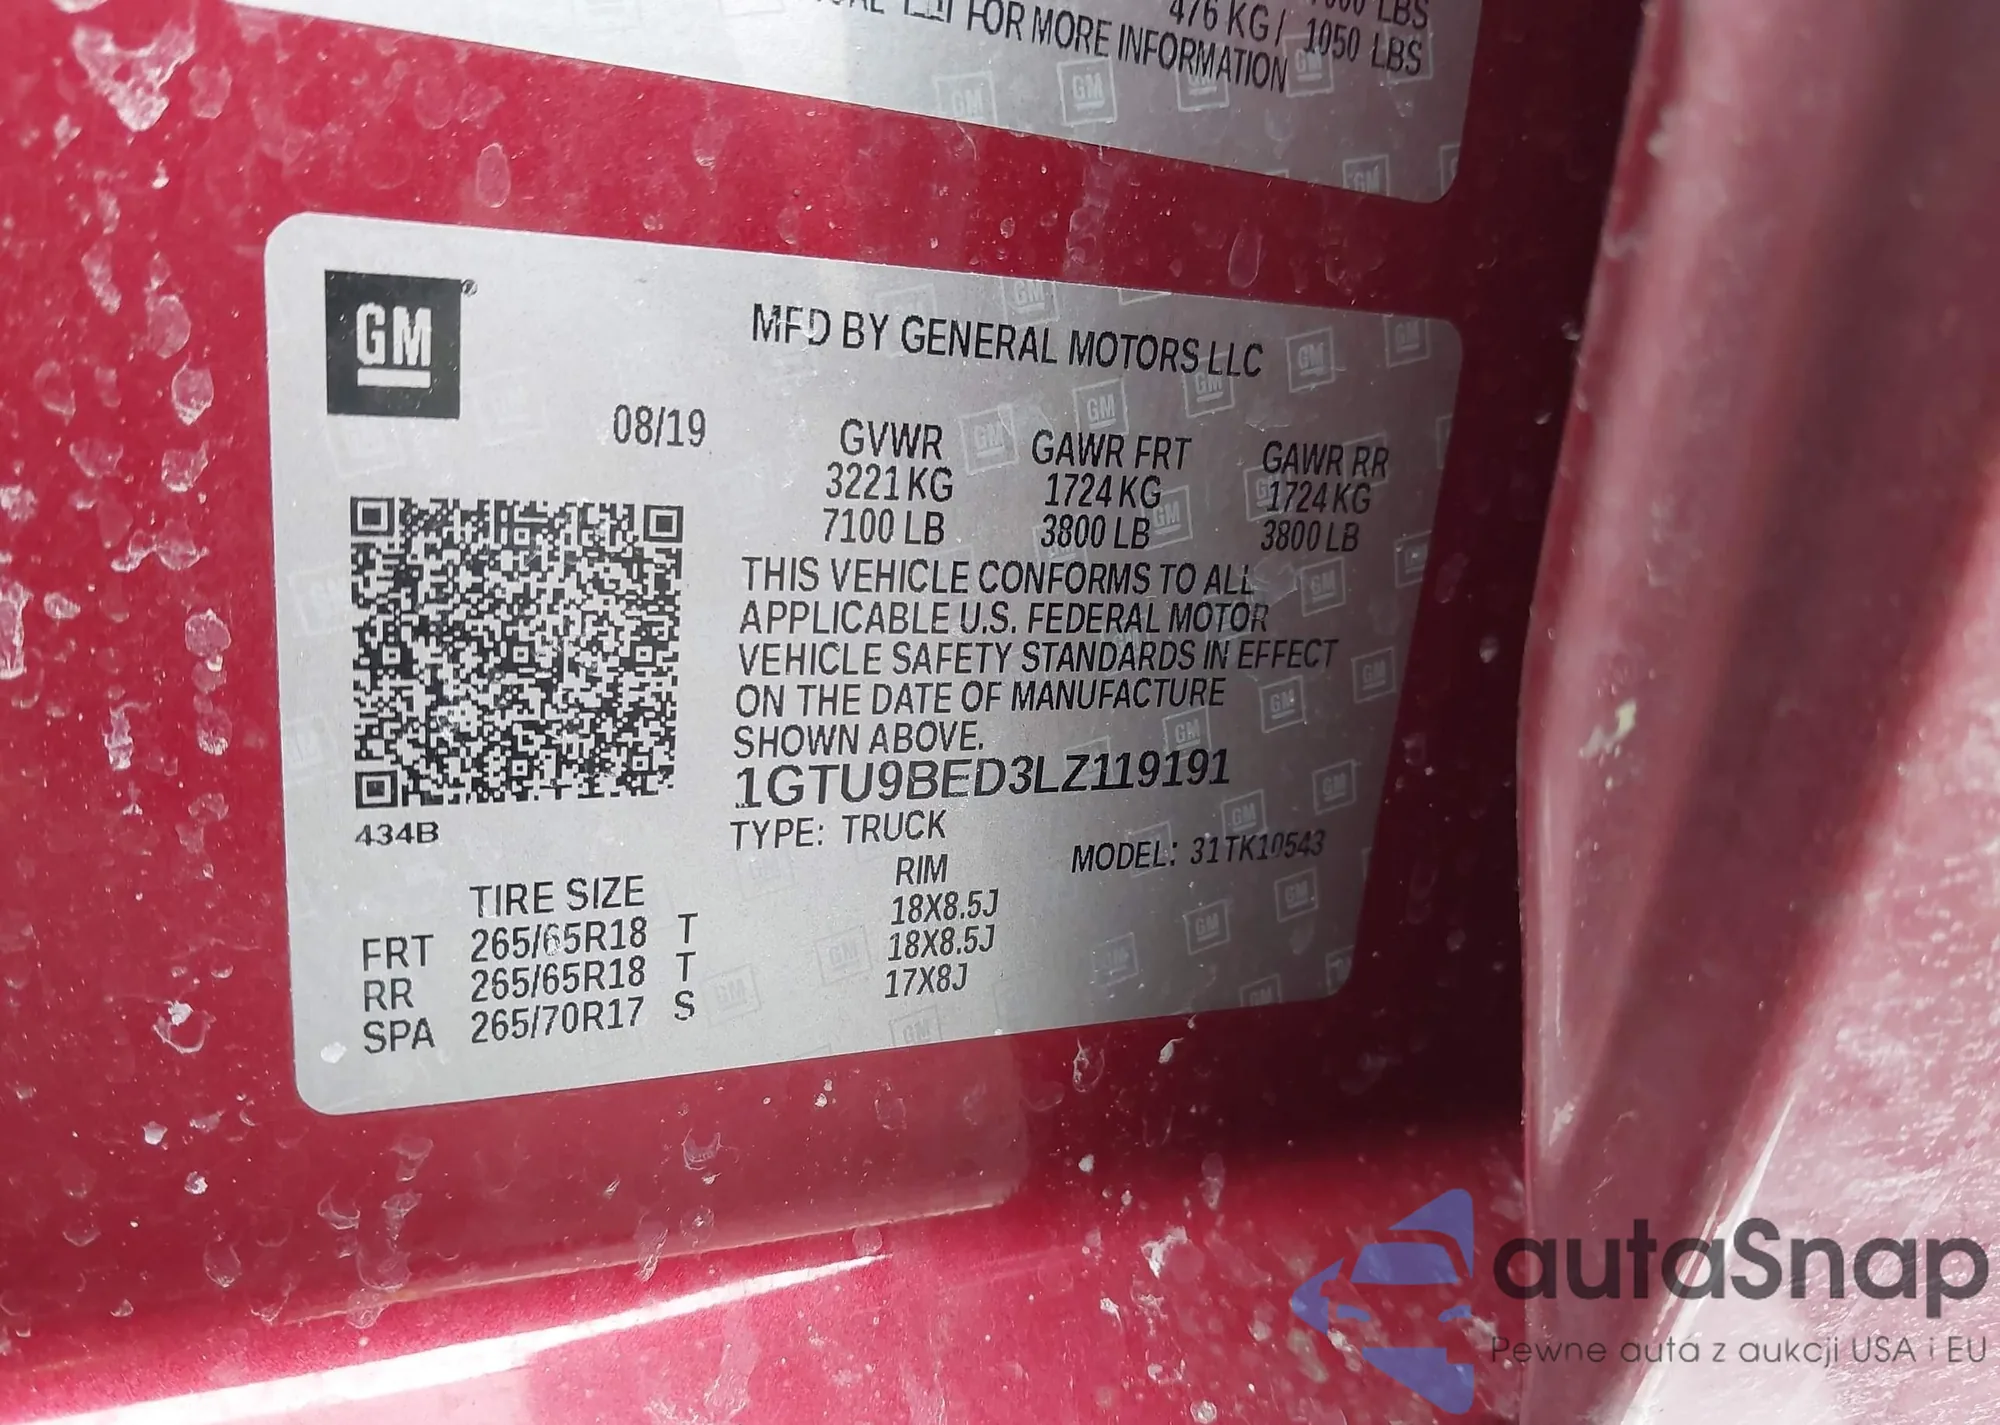 FOR MORE INFORMATION
476 KG / 1050 LBS
GM
MFD BY GENERAL MOTORS LLC
08/19
GVWR GAWR FRT GAWR RR
3221 KG 1724 KG 1724 KG
7100 LB 3800 LB 3800 LB
THIS VEHICLE CONFORMS TO ALL
APPLICABLE U.S. FEDERAL MOTOR
VEHICLE SAFETY STANDARDS IN EFFECT
ON THE DATE OF MANUFACTURE
SHOWN ABOVE.
1GTU9BED3LZ119191
434B
TYPE: TRUCK
MODEL: 31TK10543
TIRE SIZE RIM
FRT 265/65R18 T 18X8.5J
RR 265/65R18 T 18X8.5J
SPA 265/70R17 S 17X8J
autaSnap
Pewne auta z aukcji USA i EU